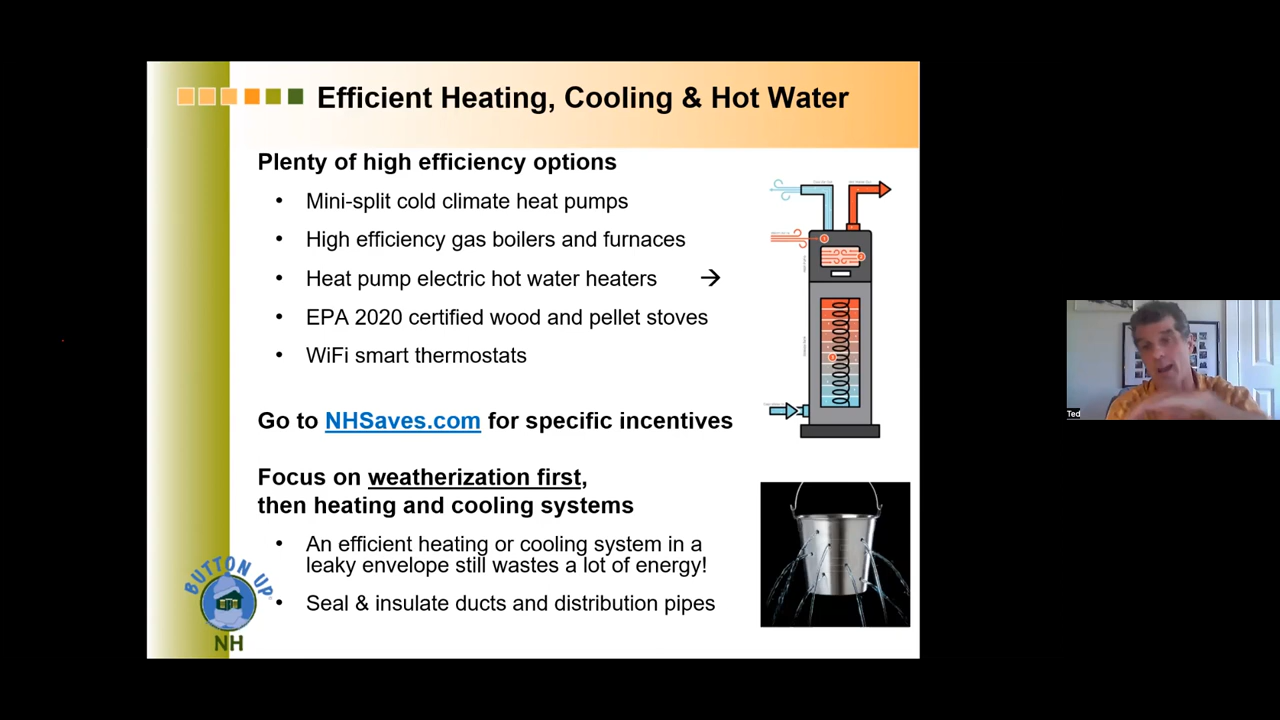 Efficient Heating, Cooling & Hot Water
Plenty of high efficiency options
• Mini-split cold climate heat pumps
• High efficiency gas boilers and furnaces
• Heat pump electric hot water heaters →
• EPA 2020 certified wood and pellet stoves
• WiFi smart thermostats
Go to NHSaves.com for specific incentives
Focus on weatherization first,
then heating and cooling systems
• An efficient heating or cooling system in a
leaky envelope still wastes a lot of energy!
• Seal & insulate ducts and distribution pipes
BUTTON UP
NH
Ted